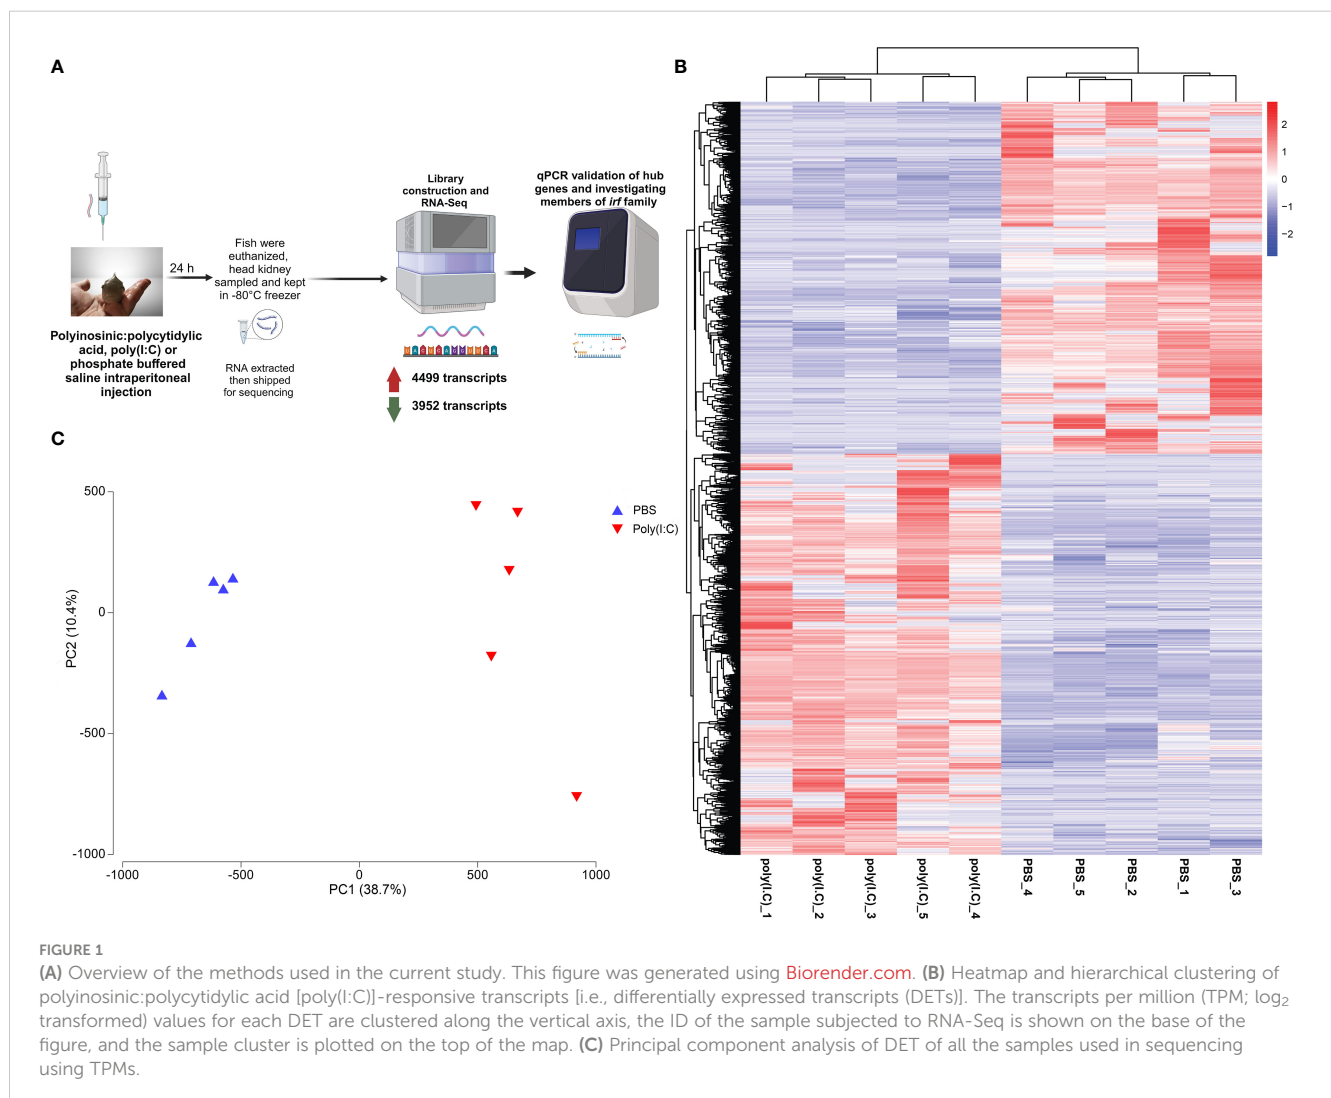 A
Polyinosinic:polycytidylic
acid, poly(I:C) or
phosphate buffered
saline intraperitoneal
injection
24 h
Fish were
euthanized,
head kidney
sampled and kept
in -80°C freezer
RNA extracted
then shipped
for sequencing
Library
construction and
RNA-Seq
4499 transcripts
3952 transcripts
qPCR validation of hub
genes and investigating
members of irf family
B
2
1
0
−1
−2
poly(I.C)_1
poly(I.C)_2
poly(I.C)_3
poly(I.C)_5
poly(I.C)_4
PBS_4
PBS_5
PBS_2
PBS_1
PBS_3
C
500
0
-500
-1000
PC2 (10.4%)
-1000
-500
0
500
1000
PC1 (38.7%)
PBS
Poly(I:C)
FIGURE 1
(A) Overview of the methods used in the current study. This figure was generated using Biorender.com. (B) Heatmap and hierarchical clustering of
polyinosinic:polycytidylic acid [poly(I:C)]-responsive transcripts [i.e., differentially expressed transcripts (DETs)]. The transcripts per million (TPM; log2
transformed) values for each DET are clustered along the vertical axis, the ID of the sample subjected to RNA-Seq is shown on the base of the
figure, and the sample cluster is plotted on the top of the map. (C) Principal component analysis of DET of all the samples used in sequencing
using TPMs.